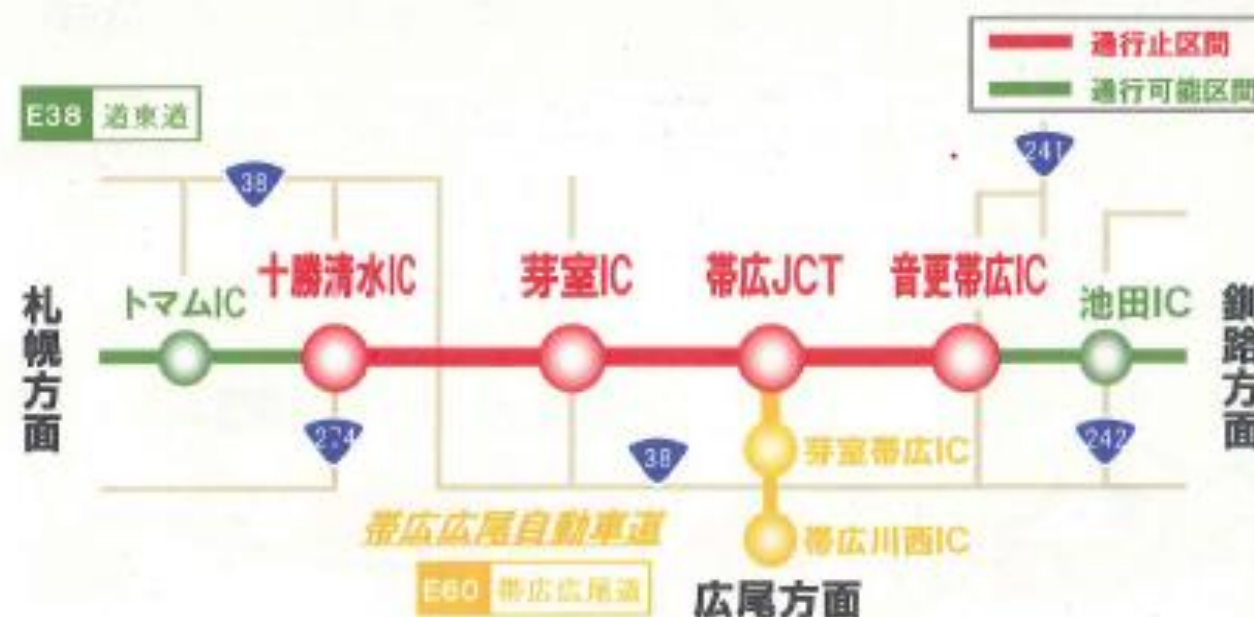 通行止区間
通行可能区間
E38 道東道
241
38
十勝清水IC
芽室IC
帯広JCT
音更帯広IC
トマムIC
池田IC
札幌方面
釧路方面
274
38
242
芽室帯広IC
帯広広尾自動車道
帯広川西IC
E60 帯広広尾道
広尾方面